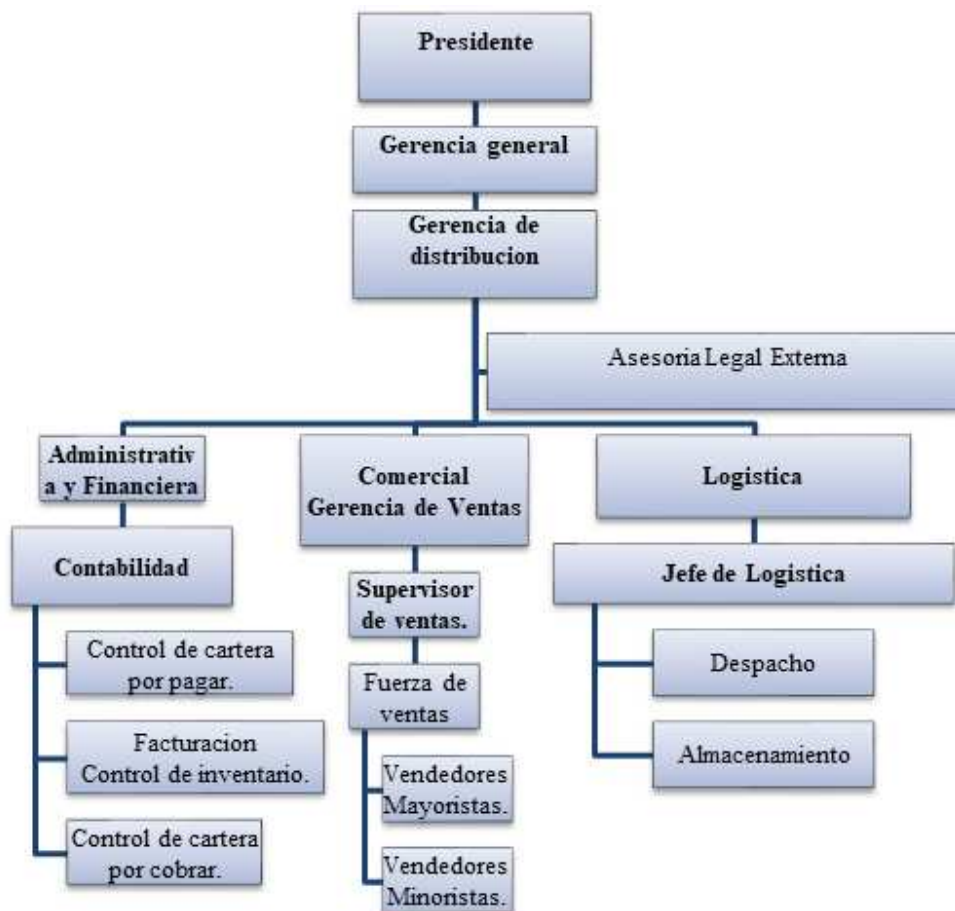 Presidente
Gerencia general
Gerencia de
distribucion
Asesoria Legal Externa
Administrativ
a y Financiera
Comercial
Gerencia de Ventas
Logistica
Contabilidad
Supervisor
de ventas.
Jefe de Logistica
Control de cartera
por pagar.
Fuerza de
ventas
Despacho
Facturacion
Control de inventario.
Vendedores
Mayoristas.
Almacenamiento
Control de cartera
por cobrar.
Vendedores
Minoristas.